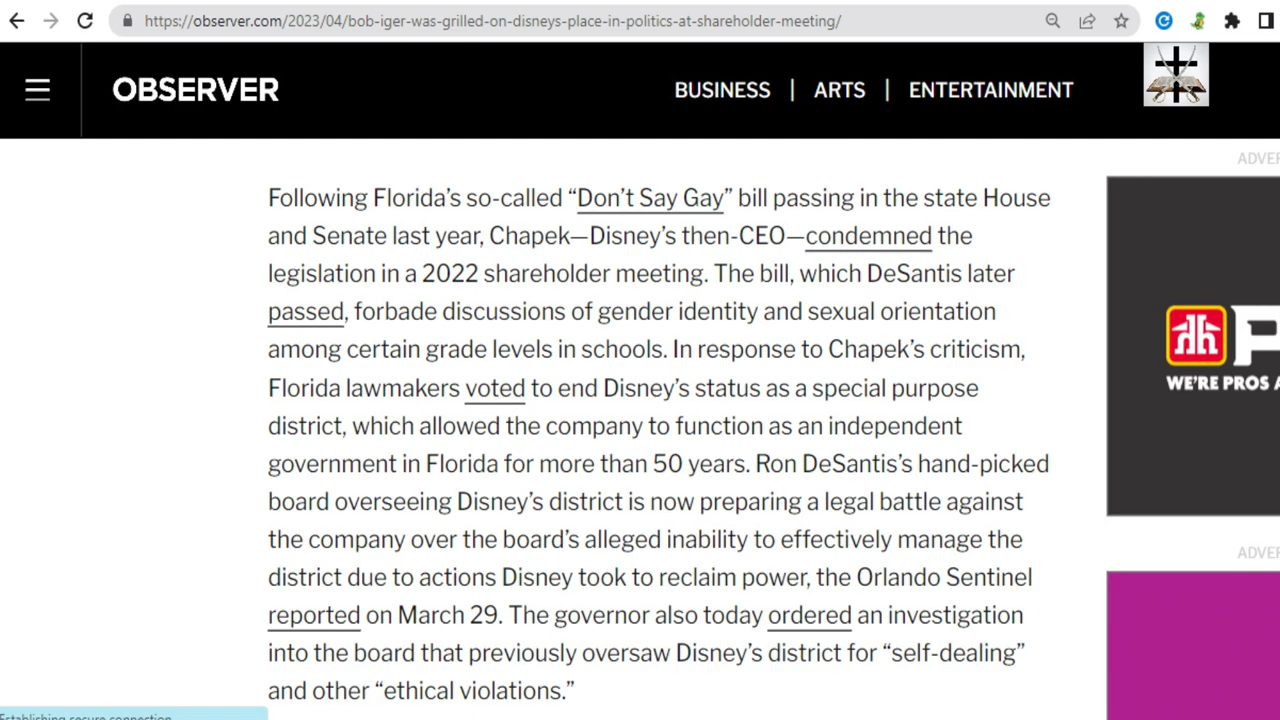 https://observer.com/2023/04/bob-iger-was-grilled-on-disneys-place-in-politics-at-shareholder-meeting/
OBSERVER
BUSINESS | ARTS | ENTERTAINMENT
ADVE
Following Florida’s so-called “Don’t Say Gay” bill passing in the state House
and Senate last year, Chapek—Disney’s then-CEO—condemned the
legislation in a 2022 shareholder meeting. The bill, which DeSantis later
passed, forbade discussions of gender identity and sexual orientation
among certain grade levels in schools. In response to Chapek’s criticism,
Florida lawmakers voted to end Disney’s status as a special purpose
district, which allowed the company to function as an independent
government in Florida for more than 50 years. Ron DeSantis’s hand-picked
board overseeing Disney’s district is now preparing a legal battle against
the company over the board’s alleged inability to effectively manage the
district due to actions Disney took to reclaim power, the Orlando Sentinel
reported on March 29. The governor also today ordered an investigation
into the board that previously oversaw Disney’s district for “self-dealing”
and other “ethical violations.”
hh P
WE'RE PROS A
ADVE
Establishing secure connection